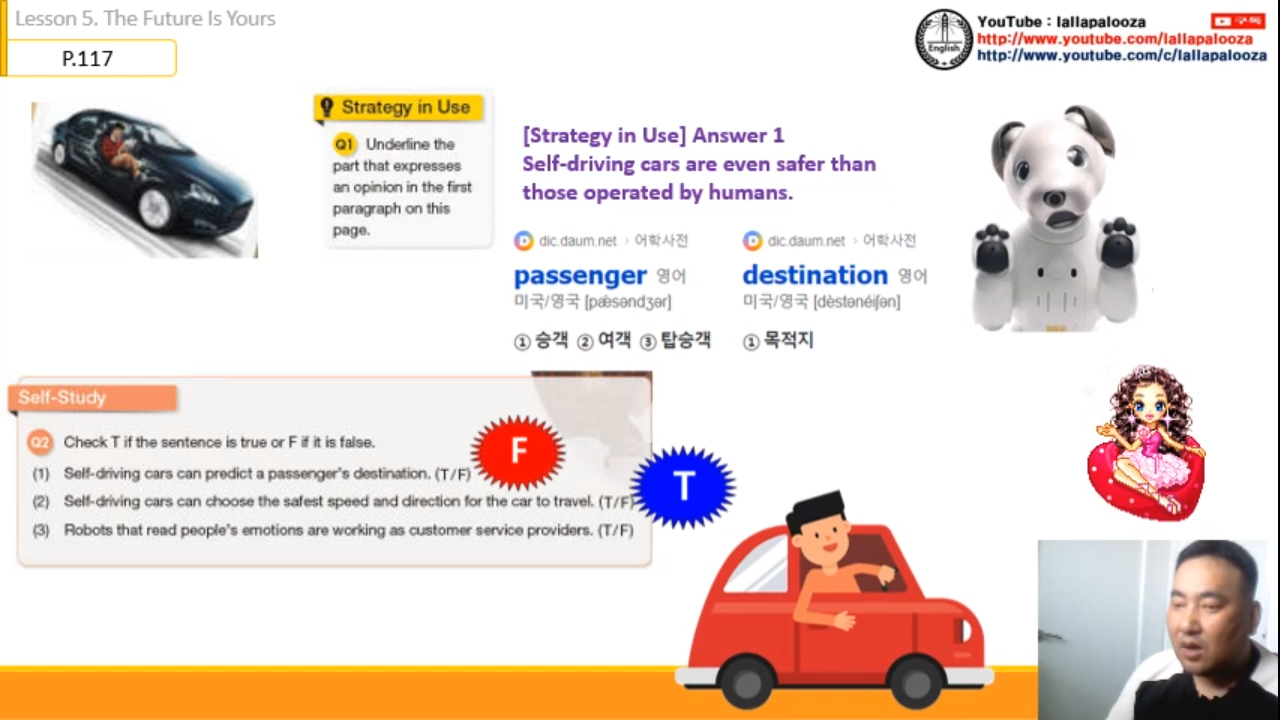 Lesson 5. The Future Is Yours
P.117
English
YouTube : lallapalooza
구독
http://www.youtube.com/lallapalooza
http://www.youtube.com/c/lallapalooza
Strategy in Use
Q1 Underline the
part that expresses
an opinion in the first
paragraph on this
page.
[Strategy in Use] Answer 1
Self-driving cars are even safer than
those operated by humans.
dic.daum.net › 어학사전
passenger 영어
미국/영국 [pǽsəndʒər]
① 승객 ② 여객 ③ 탑승객
dic.daum.net › 어학사전
destination 영어
미국/영국 [dèstənéiʃən]
① 목적지
Self-Study
Q2 Check T if the sentence is true or F if it is false.
(1) Self-driving cars can predict a passenger's destination. (T/F)
F
(2) Self-driving cars can choose the safest speed and direction for the car to travel. (T/F)
T
(3) Robots that read people's emotions are working as customer service providers. (T/F)